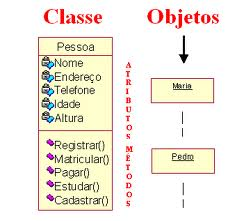 Classe
Objetos
Pessoa
Nome
Endereço
Telefone
Idade
Altura
Registrar()
Matricular()
Pagar()
Estudar()
Cadastrar()
ATRIBUTOS
MÉTODOS
Maria
Pedro